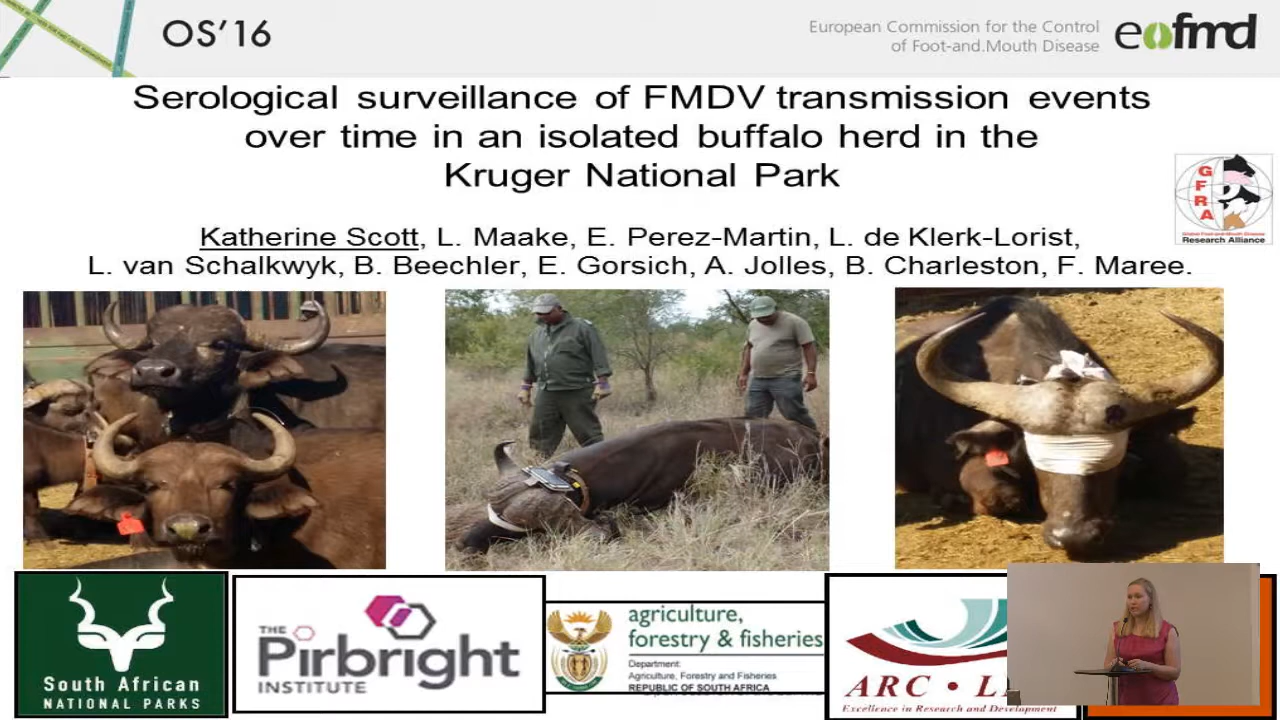 OS’16
European Commission for the Control
of Foot-and.Mouth Disease
eofmd
Serological surveillance of FMDV transmission events
over time in an isolated buffalo herd in the
Kruger National Park
GFRA
Global Foot-and-Mouth Disease
Research Alliance
Katherine Scott, L. Maake, E. Perez-Martin, L. de Klerk-Lorist,
L. van Schalkwyk, B. Beechler, E. Gorsich, A. Jolles, B. Charleston, F. Maree.
South African
NATIONAL PARKS
THE
Pirbright
INSTITUTE
agriculture,
forestry & fisheries
Department:
Agriculture, Forestry and Fisheries
REPUBLIC OF SOUTH AFRICA
ARC • L
Excellence in Research and Development